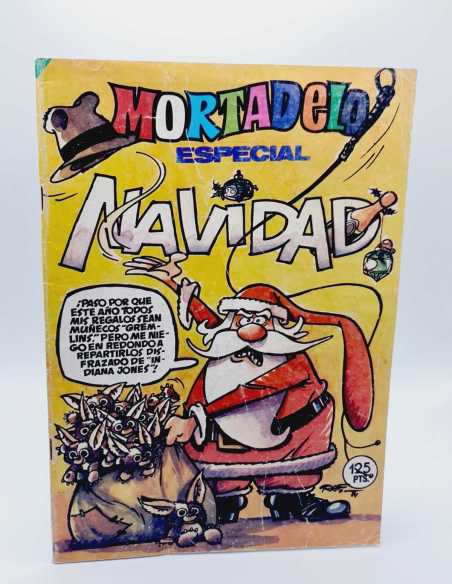 MORTADELO
ESPECIAL
NAVIDAD
¡PASO POR QUE
ESTE AÑO TODOS
MIS REGALOS SEAN
MUÑECOS "GREM-
LINS," PERO ME NIE-
GO EN REDONDO A
REPARTIRLOS DIS-
FRAZADO DE "IN-
DIANA JONES"!
125
PTS.